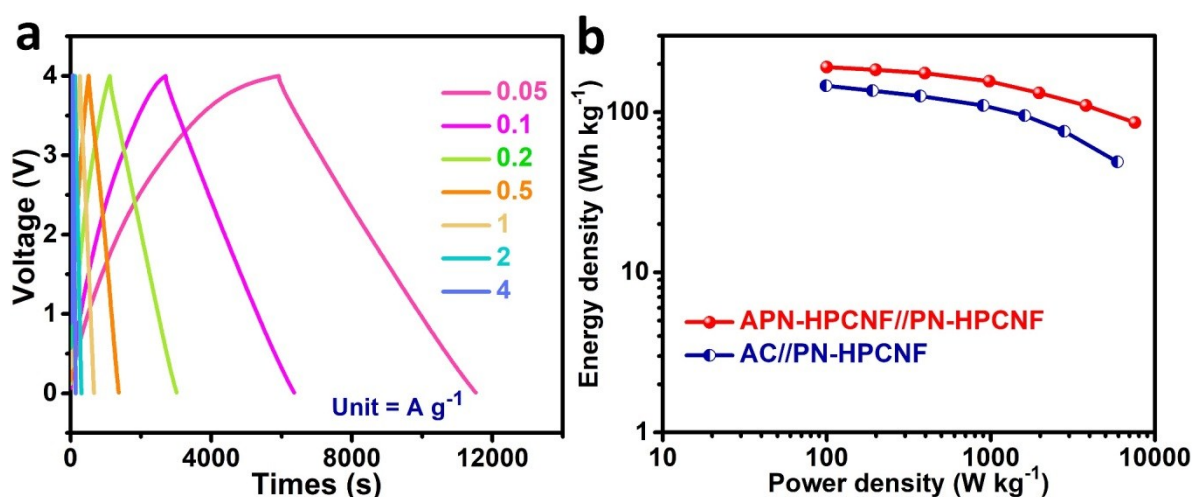 a
Voltage (V)
4
3
2
1
0
0.05
0.1
0.2
0.5
1
2
4
Unit = A g⁻¹
0
4000
8000
12000
Times (s)
b
Energy density (Wh kg⁻¹)
100
10
1
APN-HPCNF//PN-HPCNF
AC//PN-HPCNF
10
100
1000
10000
Power density (W kg⁻¹)